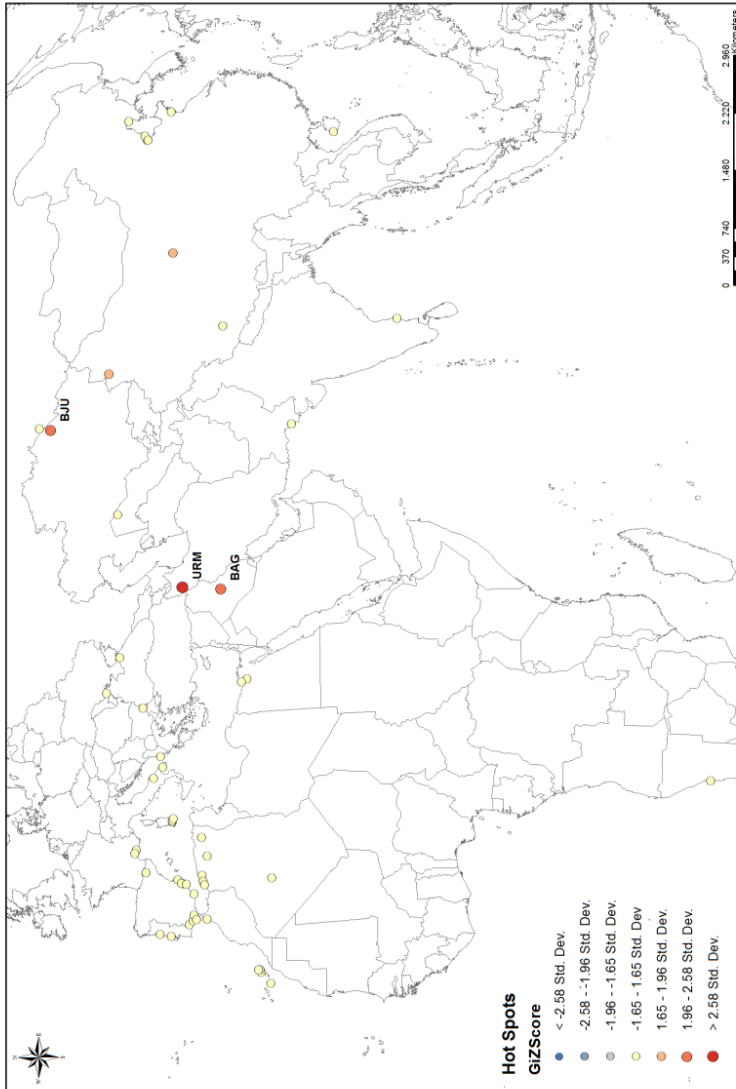 N
E
S
W
BJU
URM
BAG
Hot Spots
GiZScore
< -2.58 Std. Dev.
-2.58 - -1.96 Std. Dev.
-1.96 - -1.65 Std. Dev.
-1.65 - 1.65 Std. Dev
1.65 - 1.96 Std. Dev.
1.96 - 2.58 Std. Dev.
> 2.58 Std. Dev.
0 370 740 1.480 2.220 2.960
Kilometers